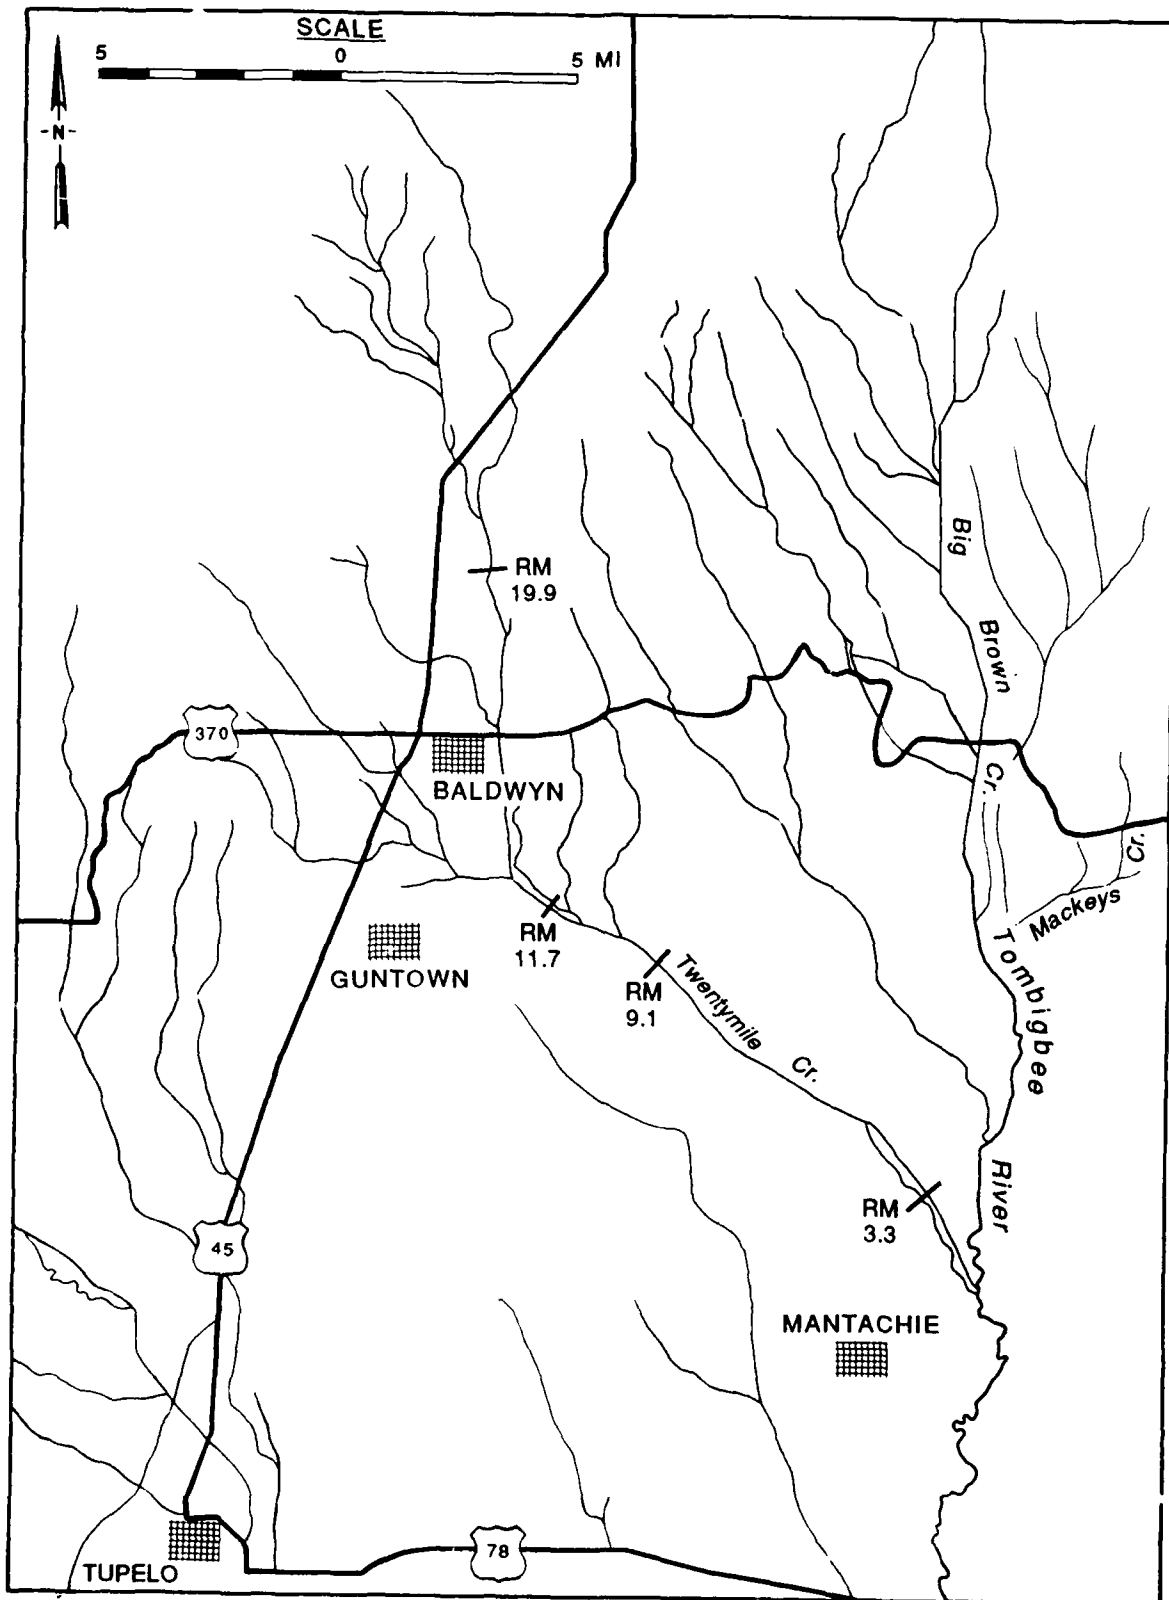 SCALE
5 0 5 MI
-N-
RM
19.9
Big
Brown
Cr.
370
BALDWYN
Mackeys
Cr.
RM
11.7
GUNTOWN
RM
9.1
Twentymile
Cr.
Tombigbee
River
RM
3.3
45
MANTACHIE
78
TUPELO